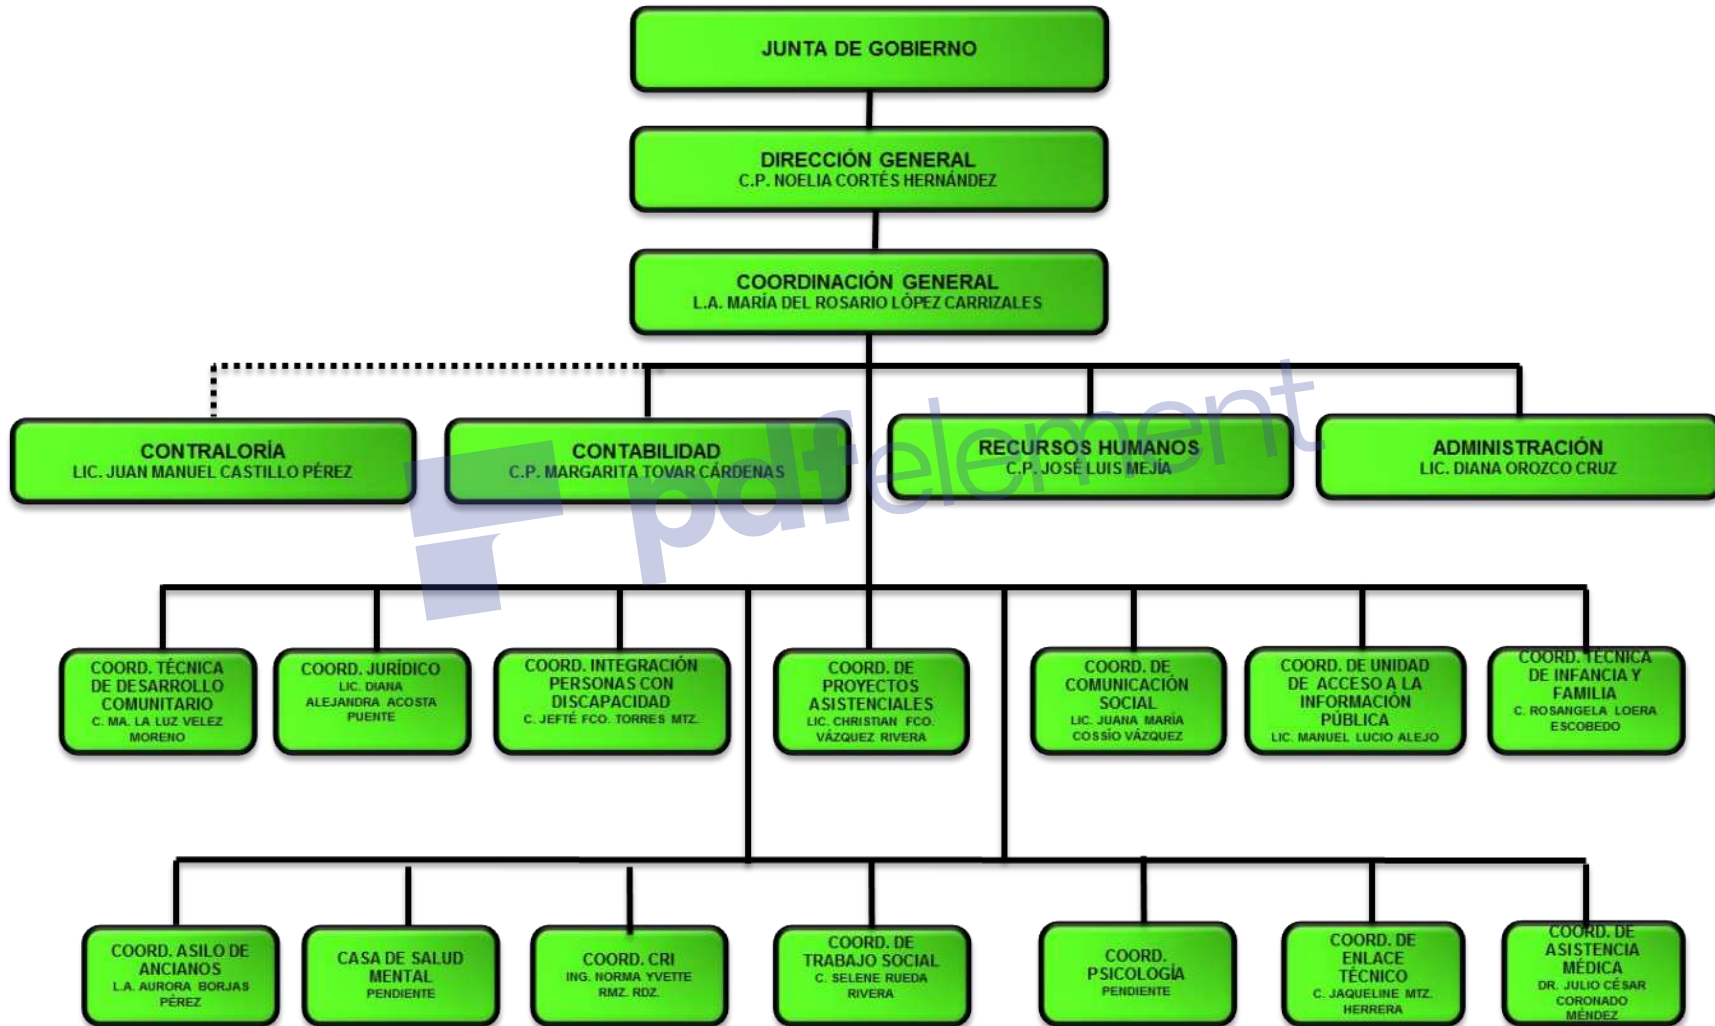 JUNTA DE GOBIERNO
DIRECCIÓN GENERAL
C.P. NOELIA CORTÉS HERNÁNDEZ
COORDINACIÓN GENERAL
L.A. MARÍA DEL ROSARIO LÓPEZ CARRIZALES
CONTRALORÍA
LIC. JUAN MANUEL CASTILLO PÉREZ
CONTABILIDAD
C.P. MARGARITA TOVAR CÁRDENAS
RECURSOS HUMANOS
C.P. JOSÉ LUIS MEJÍA
ADMINISTRACIÓN
LIC. DIANA OROZCO CRUZ
pdfelement
COORD. TÉCNICA
DE DESARROLLO
COMUNITARIO
C. MA. LA LUZ VELEZ
MORENO
COORD. JURÍDICO
LIC. DIANA
ALEJANDRA ACOSTA
PUENTE
COORD. INTEGRACIÓN
PERSONAS CON
DISCAPACIDAD
C. JEFTÉ FCO. TORRES MTZ.
COORD. DE
PROYECTOS
ASISTENCIALES
LIC. CHRISTIAN FCO.
VÁZQUEZ RIVERA
COORD. DE
COMUNICACIÓN
SOCIAL
LIC. JUANA MARÍA
COSSÍO VÁZQUEZ
COORD. DE UNIDAD
DE ACCESO A LA
INFORMACIÓN
PÚBLICA
LIC. MANUEL LUCIO ALEJO
COORD. TÉCNICA
DE INFANCIA Y
FAMILIA
C. ROSANGELA LOERA
ESCOBEDO
COORD. ASILO DE
ANCIANOS
L.A. AURORA BORJAS
PÉREZ
CASA DE SALUD
MENTAL
PENDIENTE
COORD. CRI
ING. NORMA YVETTE
RMZ. RDZ.
COORD. DE
TRABAJO SOCIAL
C. SELENE RUEDA
RIVERA
COORD.
PSICOLOGÍA
PENDIENTE
COORD. DE
ENLACE
TÉCNICO
C. JAQUELINE MTZ.
HERRERA
COORD. DE
ASISTENCIA
MÉDICA
DR. JULIO CÉSAR
CORONADO
MÉNDEZ